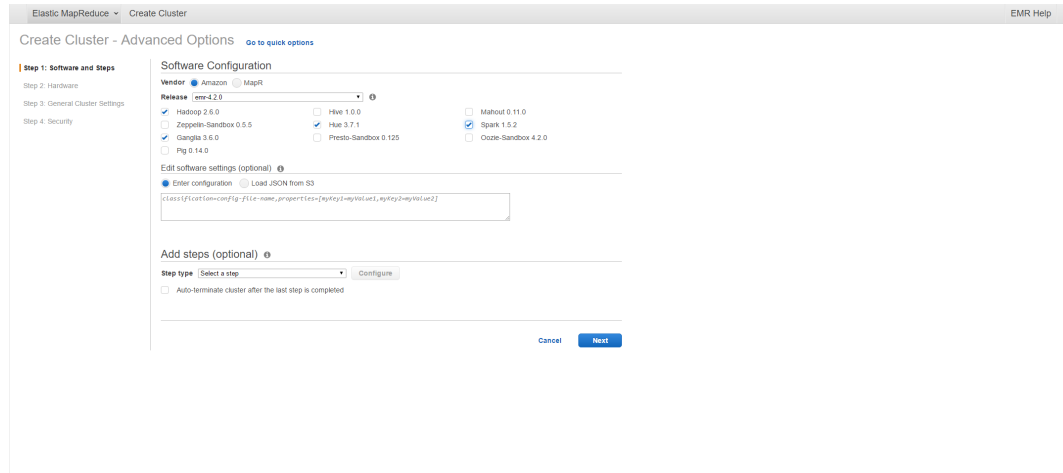 Elastic MapReduce Create Cluster EMR Help
Create Cluster - Advanced Options Go to quick options
Step 1: Software and Steps
Step 2: Hardware
Step 3: General Cluster Settings
Step 4: Security
Software Configuration
Vendor Amazon MapR
Release emr-4.2.0
Hadoop 2.6.0 Hive 1.0.0 Mahout 0.11.0
Zeppelin-Sandbox 0.5.5 Hue 3.7.1 Spark 1.5.2
Ganglia 3.6.0 Presto-Sandbox 0.125 Oozie-Sandbox 4.2.0
Pig 0.14.0
Edit software settings (optional)
Enter configuration Load JSON from S3
classification=config-file-name,properties=[myKey1=myValue1,myKey2=myValue2]
Add steps (optional)
Step type Select a step Configure
Auto-terminate cluster after the last step is completed
Cancel Next